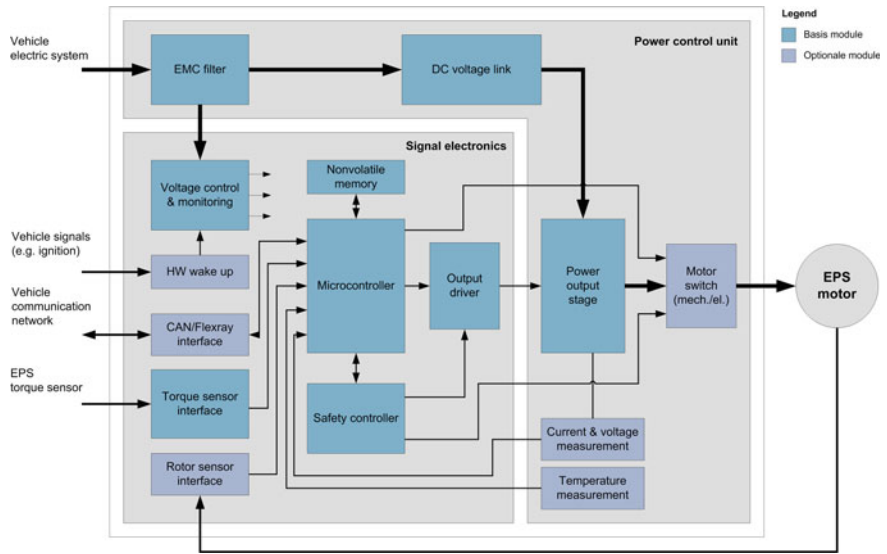 Legend
Basis module
Optionale module
Power control unit
Vehicle
electric system
EMC filter
DC voltage link
Signal electronics
Voltage control
& monitoring
Nonvolatile
memory
Vehicle signals
(e.g. ignition)
HW wake up
Microcontroller
Output
driver
Power
output
stage
Motor
switch
(mech./el.)
EPS
motor
Vehicle
communication
network
CAN/Flexray
interface
EPS
torque sensor
Torque sensor
interface
Safety controller
Current & voltage
measurement
Rotor sensor
interface
Temperature
measurement